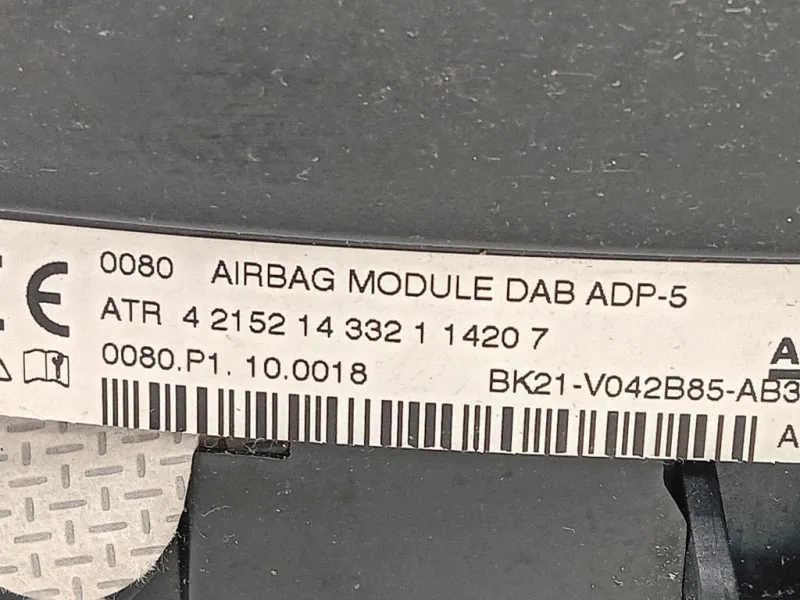 CE 0080 AIRBAG MODULE DAB ADP-5
ATR 4 2152 14 332 1 1420 7
0080.P1. 10.0018 BK21-V042B85-AB3
A
A